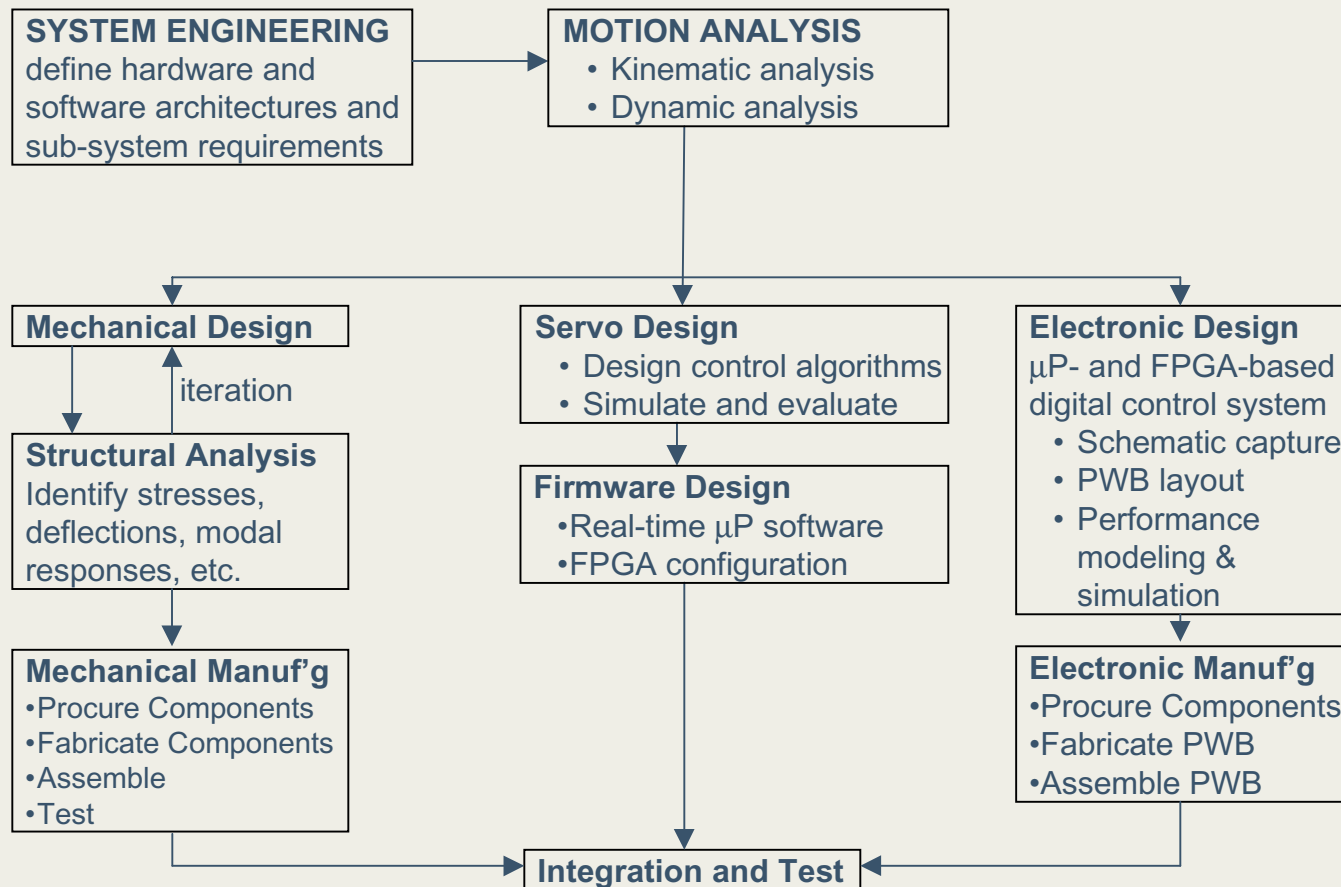 SYSTEM ENGINEERING
define hardware and
software architectures and
sub-system requirements
MOTION ANALYSIS
• Kinematic analysis
• Dynamic analysis
Mechanical Design
iteration
Structural Analysis
Identify stresses,
deflections, modal
responses, etc.
Mechanical Manuf’g
•Procure Components
•Fabricate Components
•Assemble
•Test
Servo Design
• Design control algorithms
• Simulate and evaluate
Firmware Design
•Real-time μP software
•FPGA configuration
Electronic Design
μP- and FPGA-based
digital control system
• Schematic capture
• PWB layout
• Performance
modeling &
simulation
Electronic Manuf’g
•Procure Components
•Fabricate PWB
•Assemble PWB
Integration and Test